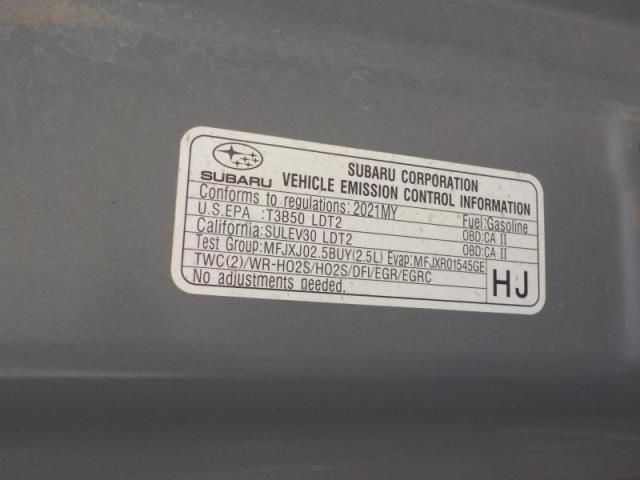 SUBARU CORPORATION
SUBARU VEHICLE EMISSION CONTROL INFORMATION
Conforms to regulations: 2021MY Fuel:Gasoline
U.S.EPA :T3B50 LDT2 OBD:CA II
California:SULEV30 LDT2 OBD:CA II
Test Group:MFJXJ02.5BUY(2.5L) Evap:MFJXR01545GE
TWC(2)/WR-HO2S/HO2S/DFI/EGR/EGRC
No adjustments needed.
HJ